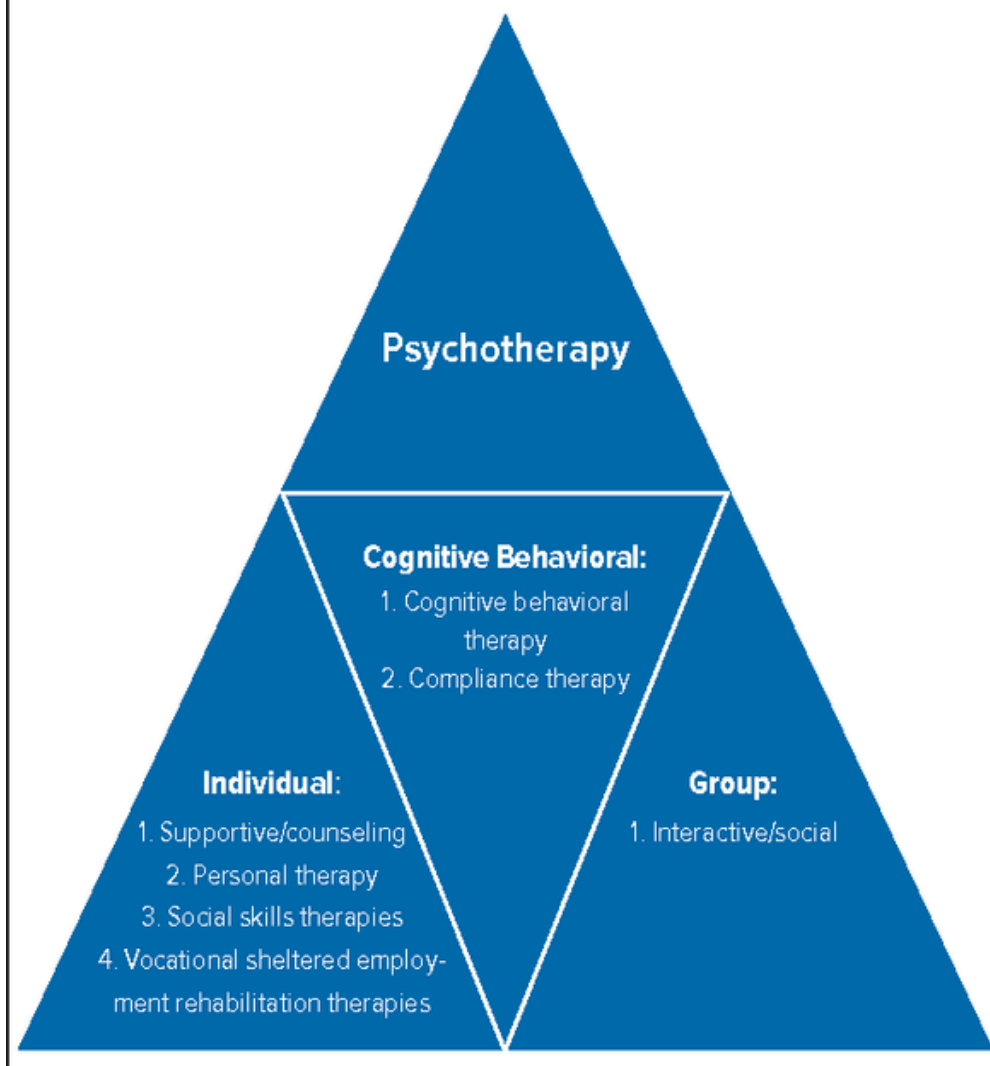 Psychotherapy
Cognitive Behavioral:
1. Cognitive behavioral
therapy
2. Compliance therapy
Individual:
1. Supportive/counseling
2. Personal therapy
3. Social skills therapies
4. Vocational sheltered employ-
ment rehabilitation therapies
Group:
1. Interactive/social